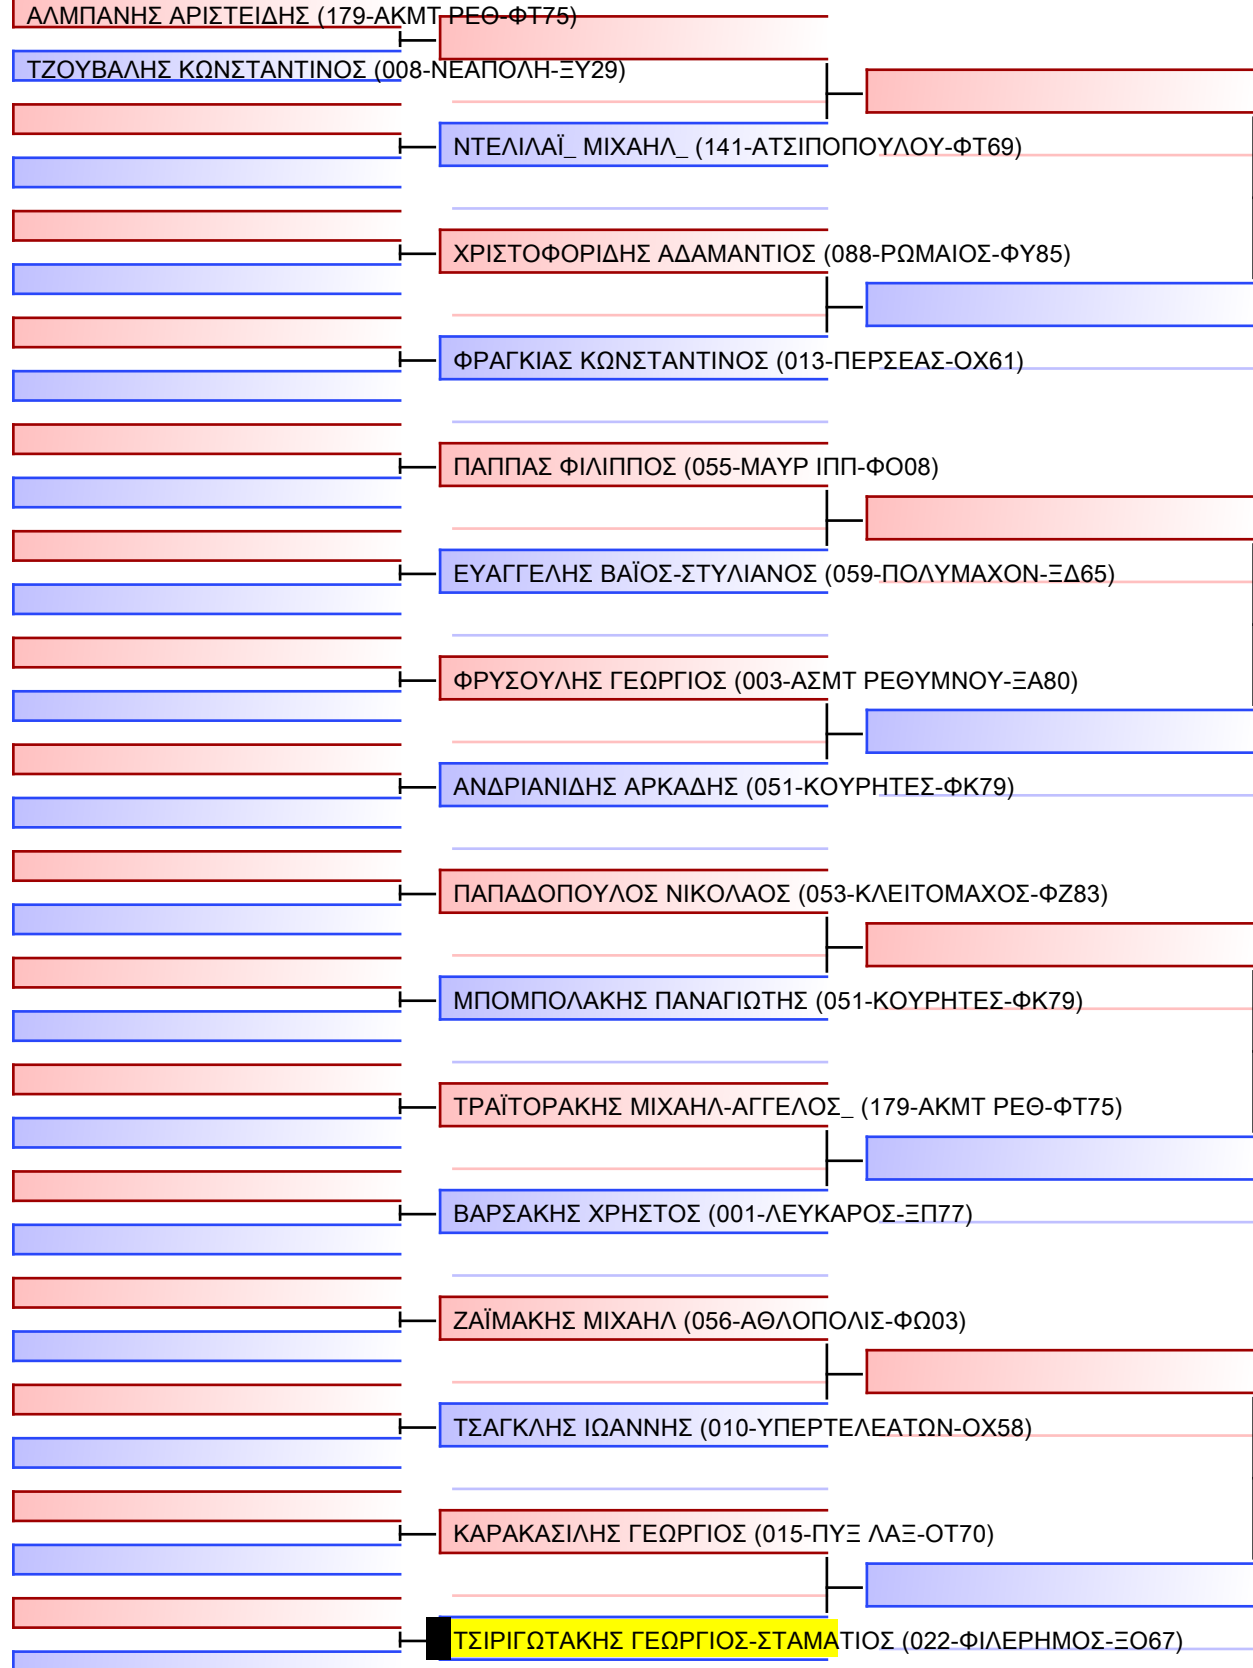 ΑΛΜΠΑΝΗΣ ΑΡΙΣΤΕΙΔΗΣ (179-ΑΚΜΤ ΡΕΘ-ΦΤ75)
ΤΖΟΥΒΑΛΗΣ ΚΩΝΣΤΑΝΤΙΝΟΣ (008-ΝΕΑΠΟΛΗ-ΞΥ29)
ΝΤΕΛΙΛΑΪ_ ΜΙΧΑΗΛ_ (141-ΑΤΣΙΠΟΠΟΥΛΟΥ-ΦΤ69)
ΧΡΙΣΤΟΦΟΡΙΔΗΣ ΑΔΑΜΑΝΤΙΟΣ (088-ΡΩΜΑΙΟΣ-ΦΥ85)
ΦΡΑΓΚΙΑΣ ΚΩΝΣΤΑΝΤΙΝΟΣ (013-ΠΕΡΣΕΑΣ-ΟΧ61)
ΠΑΠΠΑΣ ΦΙΛΙΠΠΟΣ (055-ΜΑΥΡ ΙΠΠ-ΦΟ08)
ΕΥΑΓΓΕΛΗΣ ΒΑΪΟΣ-ΣΤΥΛΙΑΝΟΣ (059-ΠΟΛΥΜΑΧΟΝ-ΞΔ65)
ΦΡΥΣΟΥΛΗΣ ΓΕΩΡΓΙΟΣ (003-ΑΣΜΤ ΡΕΘΥΜΝΟΥ-ΞΑ80)
ΑΝΔΡΙΑΝΙΔΗΣ ΑΡΚΑΔΗΣ (051-ΚΟΥΡΗΤΕΣ-ΦΚ79)
ΠΑΠΑΔΟΠΟΥΛΟΣ ΝΙΚΟΛΑΟΣ (053-ΚΛΕΙΤΟΜΑΧΟΣ-ΦΖ83)
ΜΠΟΜΠΟΛΑΚΗΣ ΠΑΝΑΓΙΩΤΗΣ (051-ΚΟΥΡΗΤΕΣ-ΦΚ79)
ΤΡΑΪΤΟΡΑΚΗΣ ΜΙΧΑΗΛ-ΑΓΓΕΛΟΣ_ (179-ΑΚΜΤ ΡΕΘ-ΦΤ75)
ΒΑΡΣΑΚΗΣ ΧΡΗΣΤΟΣ (001-ΛΕΥΚΑΡΟΣ-ΞΠ77)
ΖΑΪΜΑΚΗΣ ΜΙΧΑΗΛ (056-ΑΘΛΟΠΟΛΙΣ-ΦΩ03)
ΤΣΑΓΚΛΗΣ ΙΩΑΝΝΗΣ (010-ΥΠΕΡΤΕΛΕΑΤΩΝ-ΟΧ58)
ΚΑΡΑΚΑΣΙΛΗΣ ΓΕΩΡΓΙΟΣ (015-ΠΥΞ ΛΑΞ-ΟΤ70)
ΤΣΙΡΙΓΩΤΑΚΗΣ ΓΕΩΡΓΙΟΣ-ΣΤΑΜΑΤΙΟΣ (022-ΦΙΛΕΡΗΜΟΣ-ΞΟ67)